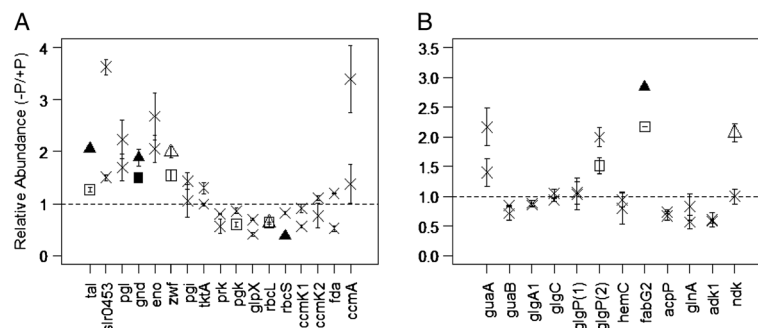 A
Relative Abundance (-P/+P)
4
3
2
1
0
tal
slr0453
pgl
gnd
eno
zwf
pgi
tktA
prk
pgk
glpX
rbcL
rbcS
ccmK1
ccmK2
fda
ccmA
B
3.5
3.0
2.5
2.0
1.5
1.0
0.5
0.0
guaA
guaB
glgA1
glgC
glgP(1)
glgP(2)
hemC
fabG2
acpP
glnA
adk1
ndk